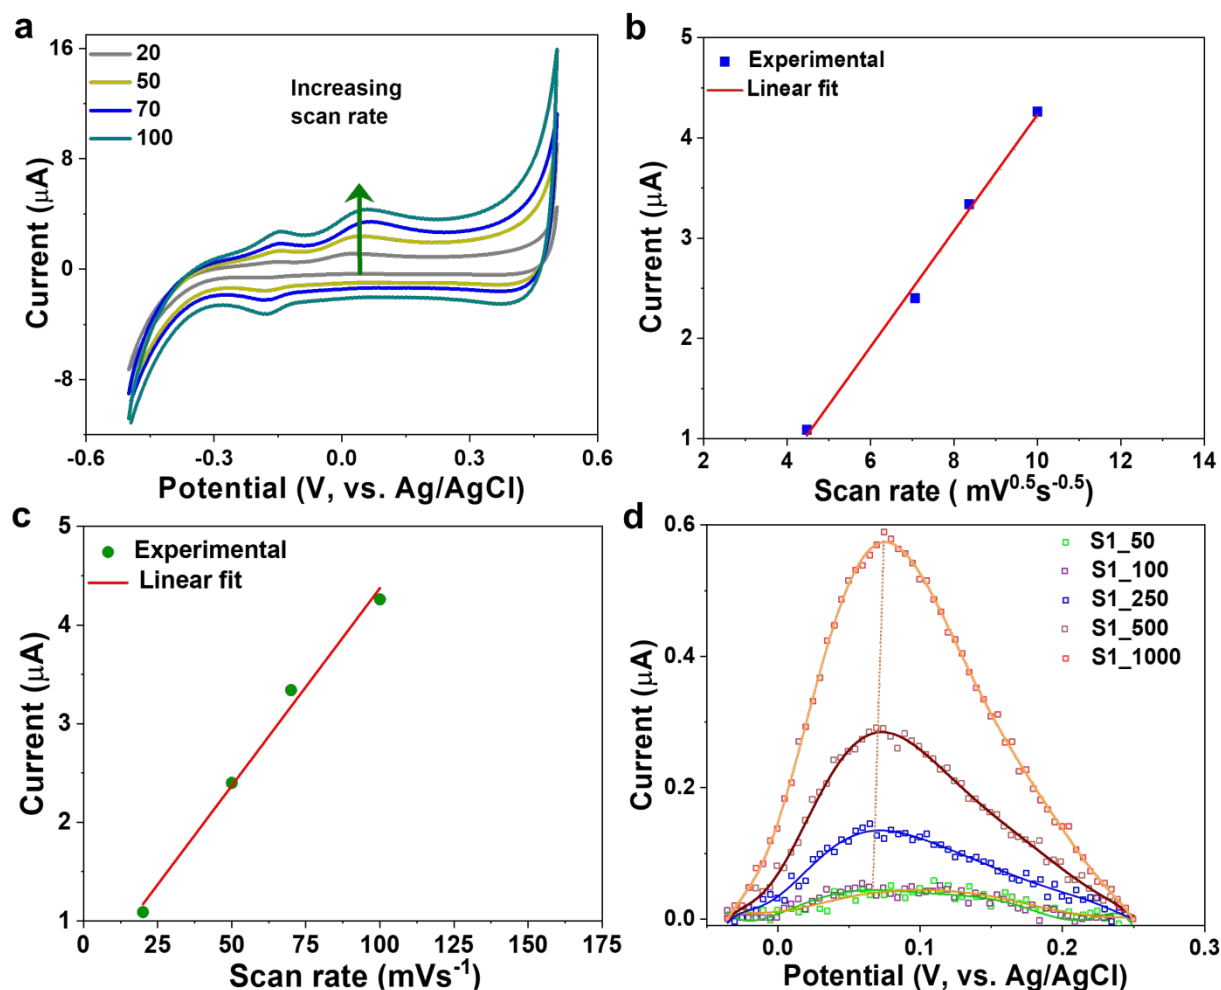 a
16
8
0
-8
-0.6
-0.3
0.0
0.3
0.6
20
50
70
100
Increasing
scan rate
Current (μA)
Potential (V, vs. Ag/AgCl)
b
5
4
3
2
1
2
4
6
8
10
12
14
Experimental
Linear fit
Current (μA)
Scan rate ( mV⁰·⁵s⁻⁰·⁵)
c
5
4
3
2
1
0
25
50
75
100
125
150
175
Experimental
Linear fit
Current (μA)
Scan rate (mVs⁻¹)
d
0.6
0.4
0.2
0.0
0.0
0.1
0.2
0.3
S1_50
S1_100
S1_250
S1_500
S1_1000
Current (μA)
Potential (V, vs. Ag/AgCl)